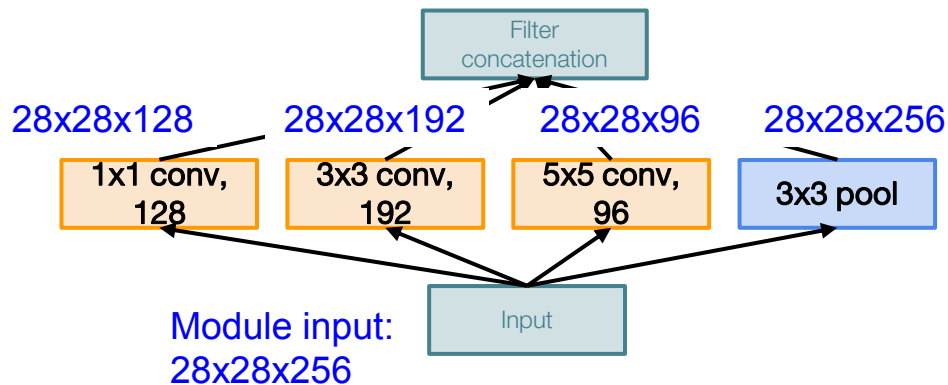 Filter
concatenation
28x28x128
28x28x192
28x28x96
28x28x256
1x1 conv,
128
3x3 conv,
192
5x5 conv,
96
3x3 pool
Input
Module input:
28x28x256